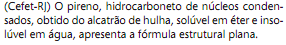 (Cefet-RJ) O pireno, hidrocarboneto de núcleos conden-
sados, obtido do alcatrão de hulha, solúvel em éter e inso-
lúvel em água, apresenta a fórmula estrutural plana.